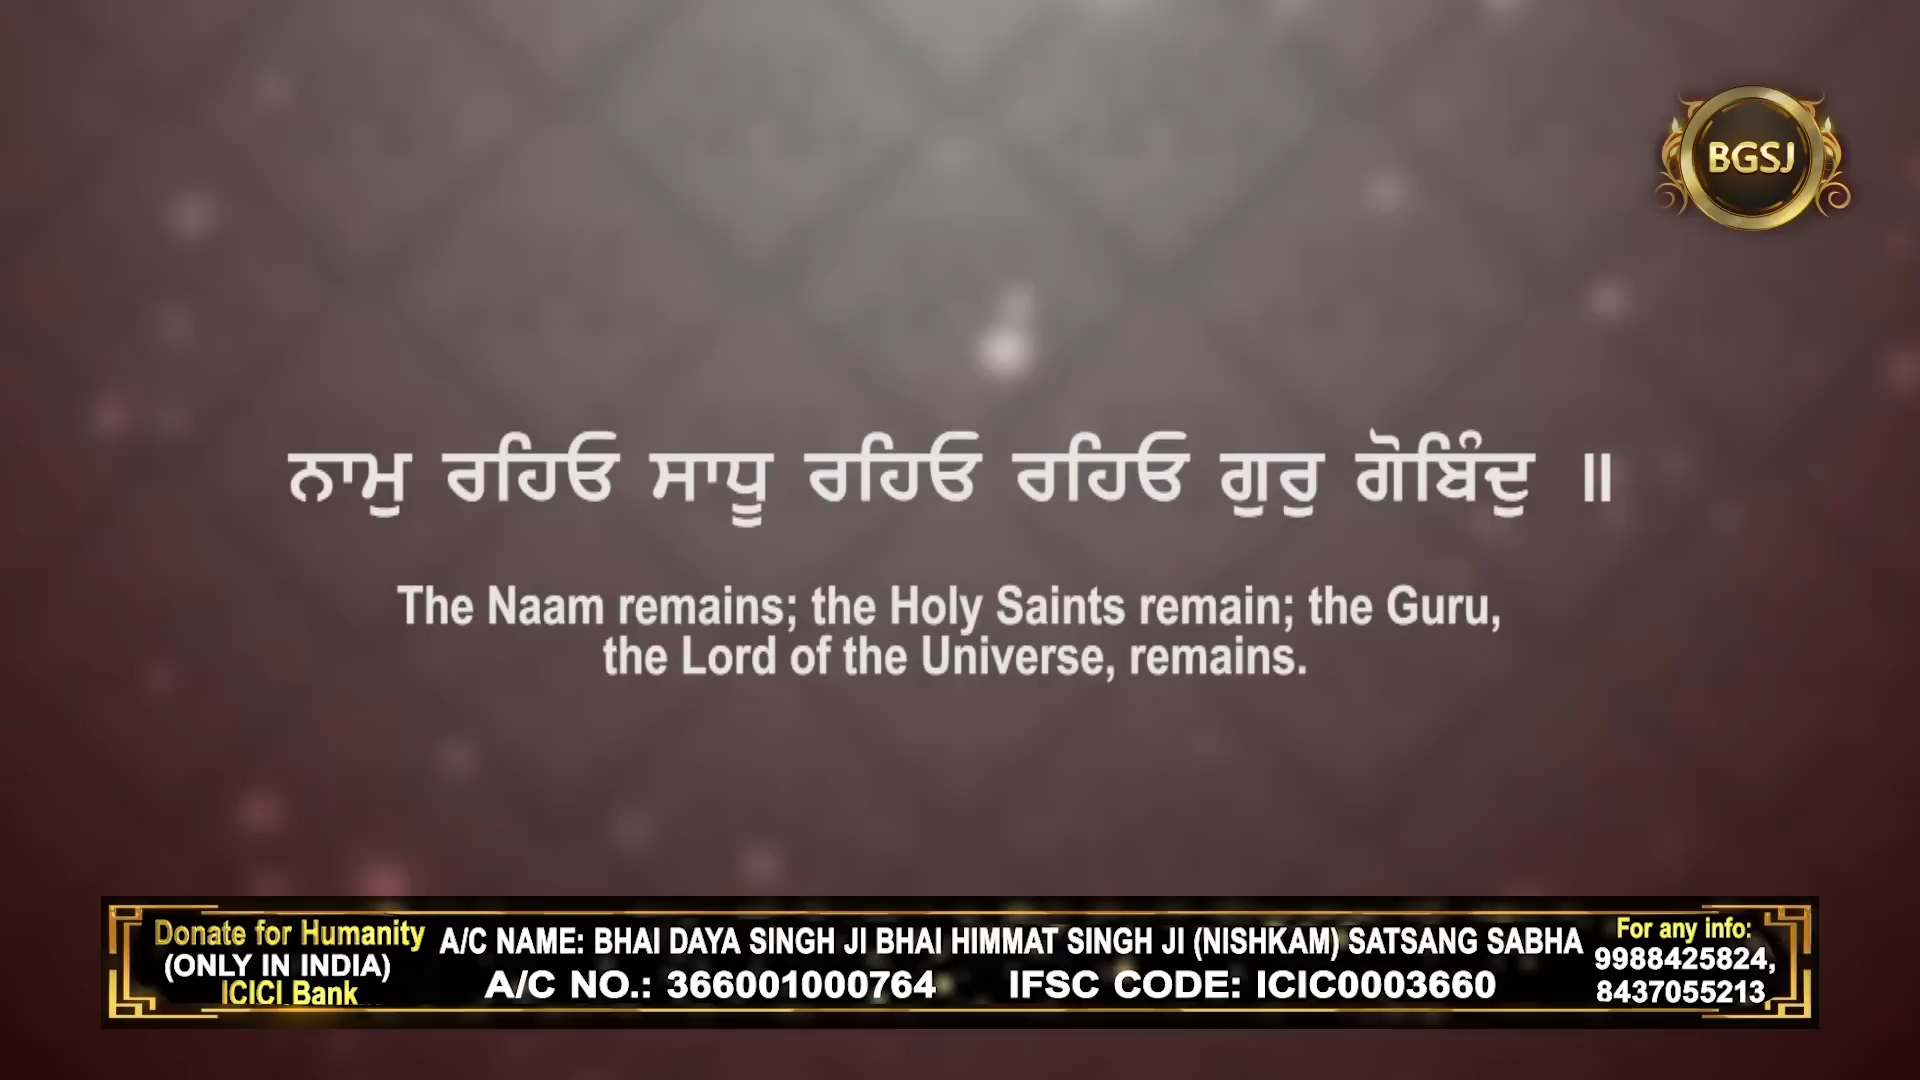 BGSJ
ਨਾਮੁ ਰਹਿਓ ਸਾਧੂ ਰਹਿਓ ਰਹਿਓ ਗੁਰੁ ਗੋਬਿੰਦੁ ॥
The Naam remains; the Holy Saints remain; the Guru,
the Lord of the Universe, remains.
Donate for Humanity
(ONLY IN INDIA)
ICICI Bank
A/C NAME: BHAI DAYA SINGH JI BHAI HIMMAT SINGH JI (NISHKAM) SATSANG SABHA
A/C NO.: 366001000764 IFSC CODE: ICIC0003660
For any info:
9988425824,
8437055213